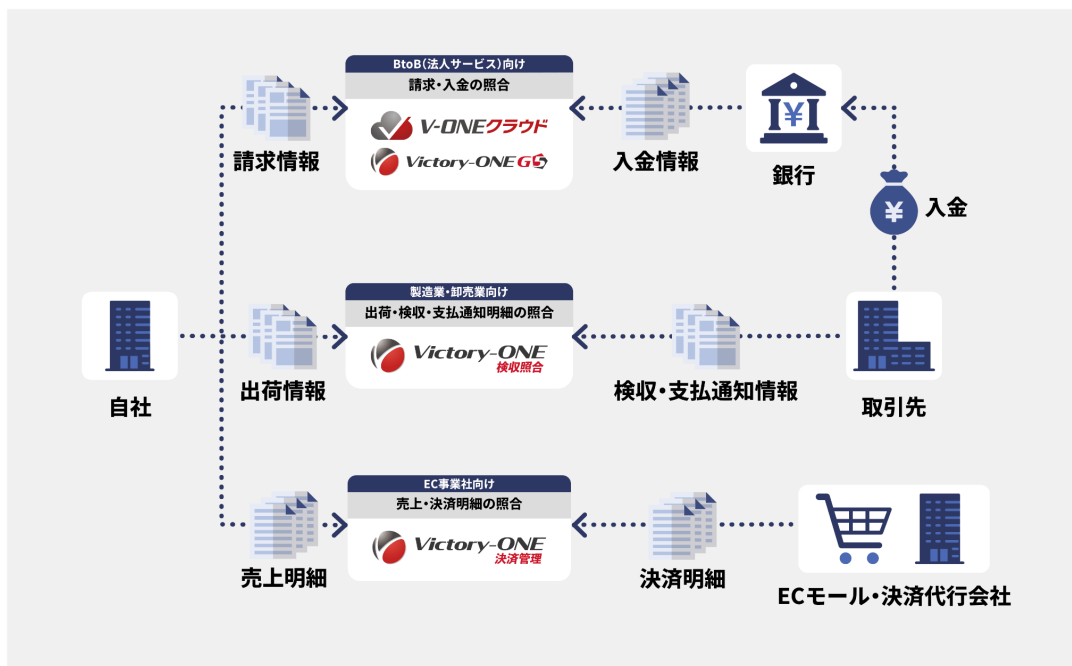 BtoB(法人サービス)向け
請求・入金の照合
V-ONEクラウド
Victory-ONE G5
請求情報
入金情報
¥
銀行
¥
入金
製造業・卸売業向け
出荷・検収・支払通知明細の照合
Victory-ONE
検収照合
自社
出荷情報
検収・支払通知情報
取引先
EC事業社向け
売上・決済明細の照合
Victory-ONE
決済管理
売上明細
決済明細
ECモール・決済代行会社